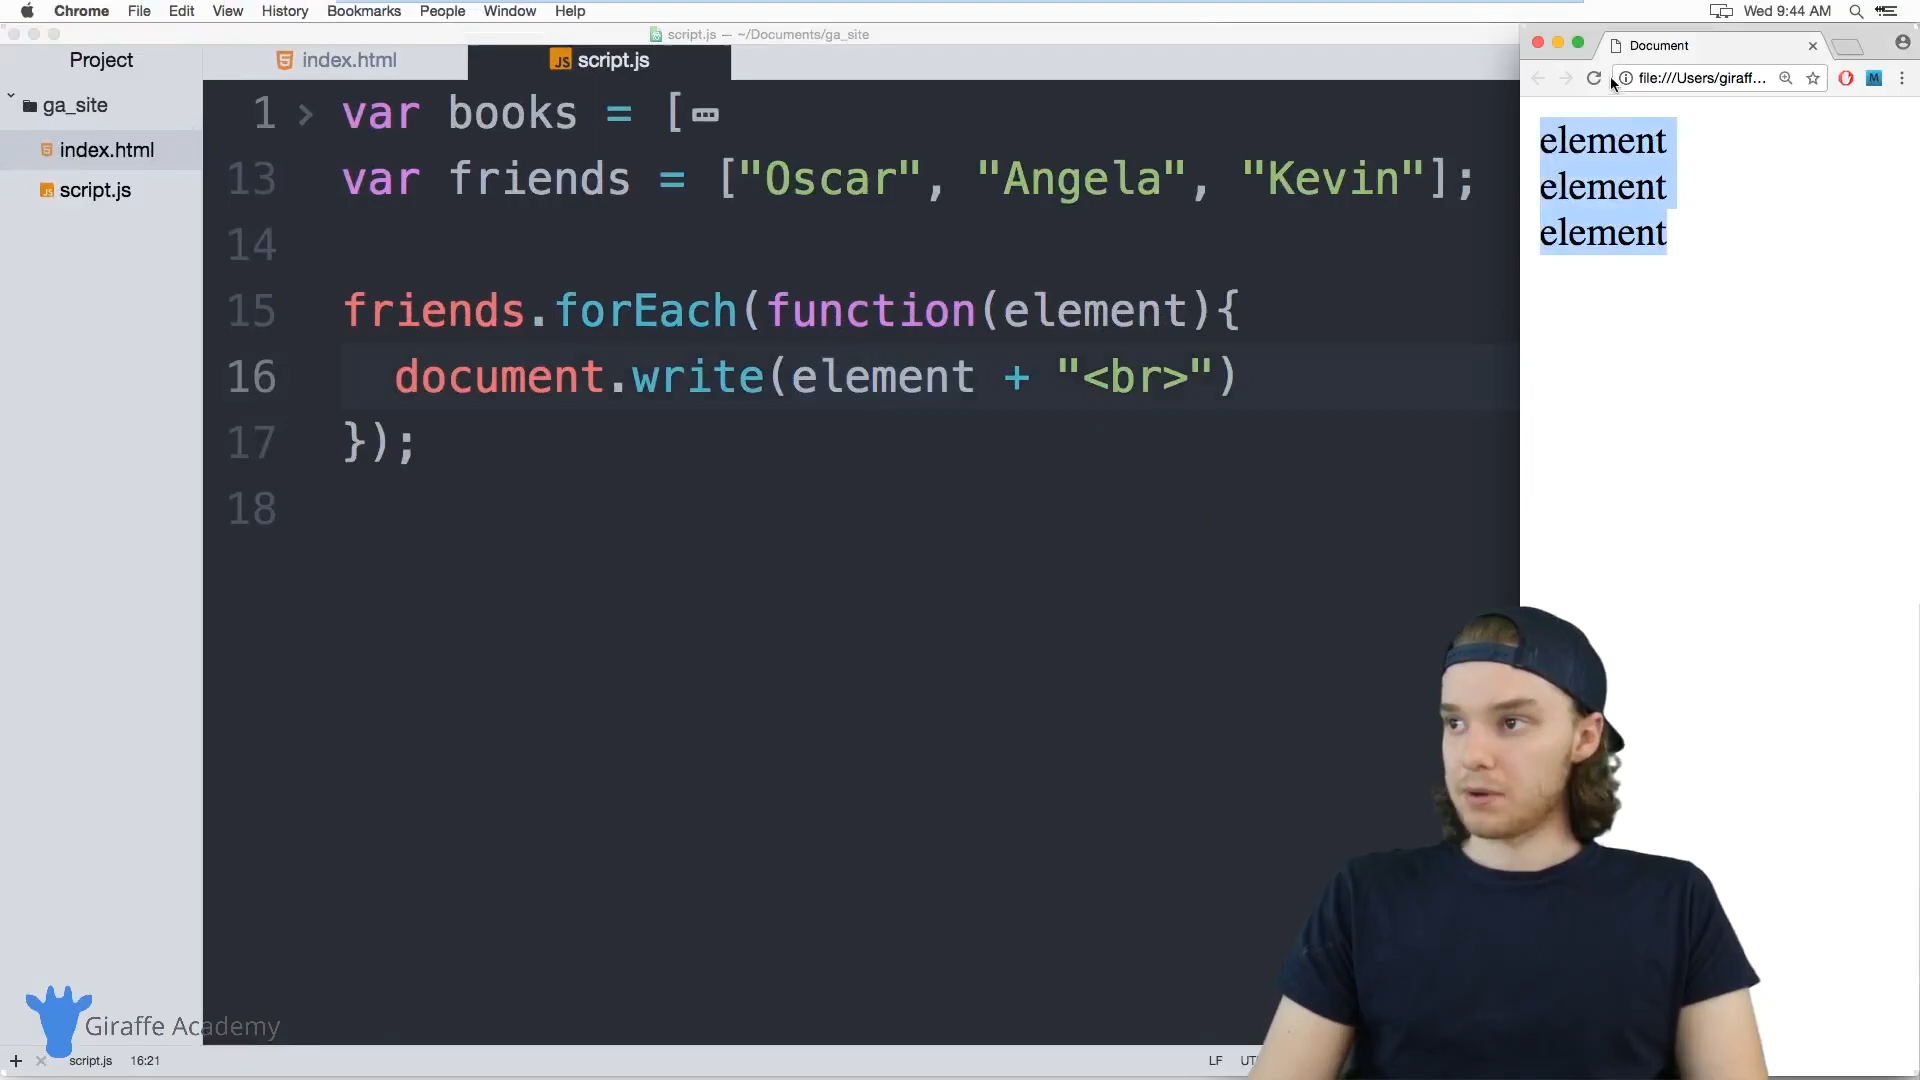 Chrome File Edit View History Bookmarks People Window Help
Wed 9:44 AM
script.js — ~/Documents/ga_site
Project
ga_site
index.html
script.js
index.html
script.js
1 var books = [
13 var friends = ["Oscar", "Angela", "Kevin"];
14
15 friends.forEach(function(element){
16 document.write(element + "<br>")
17 });
18
Document
file:///Users/giraff...
M
element
element
element
Giraffe Academy
script.js 16:21
LF UT